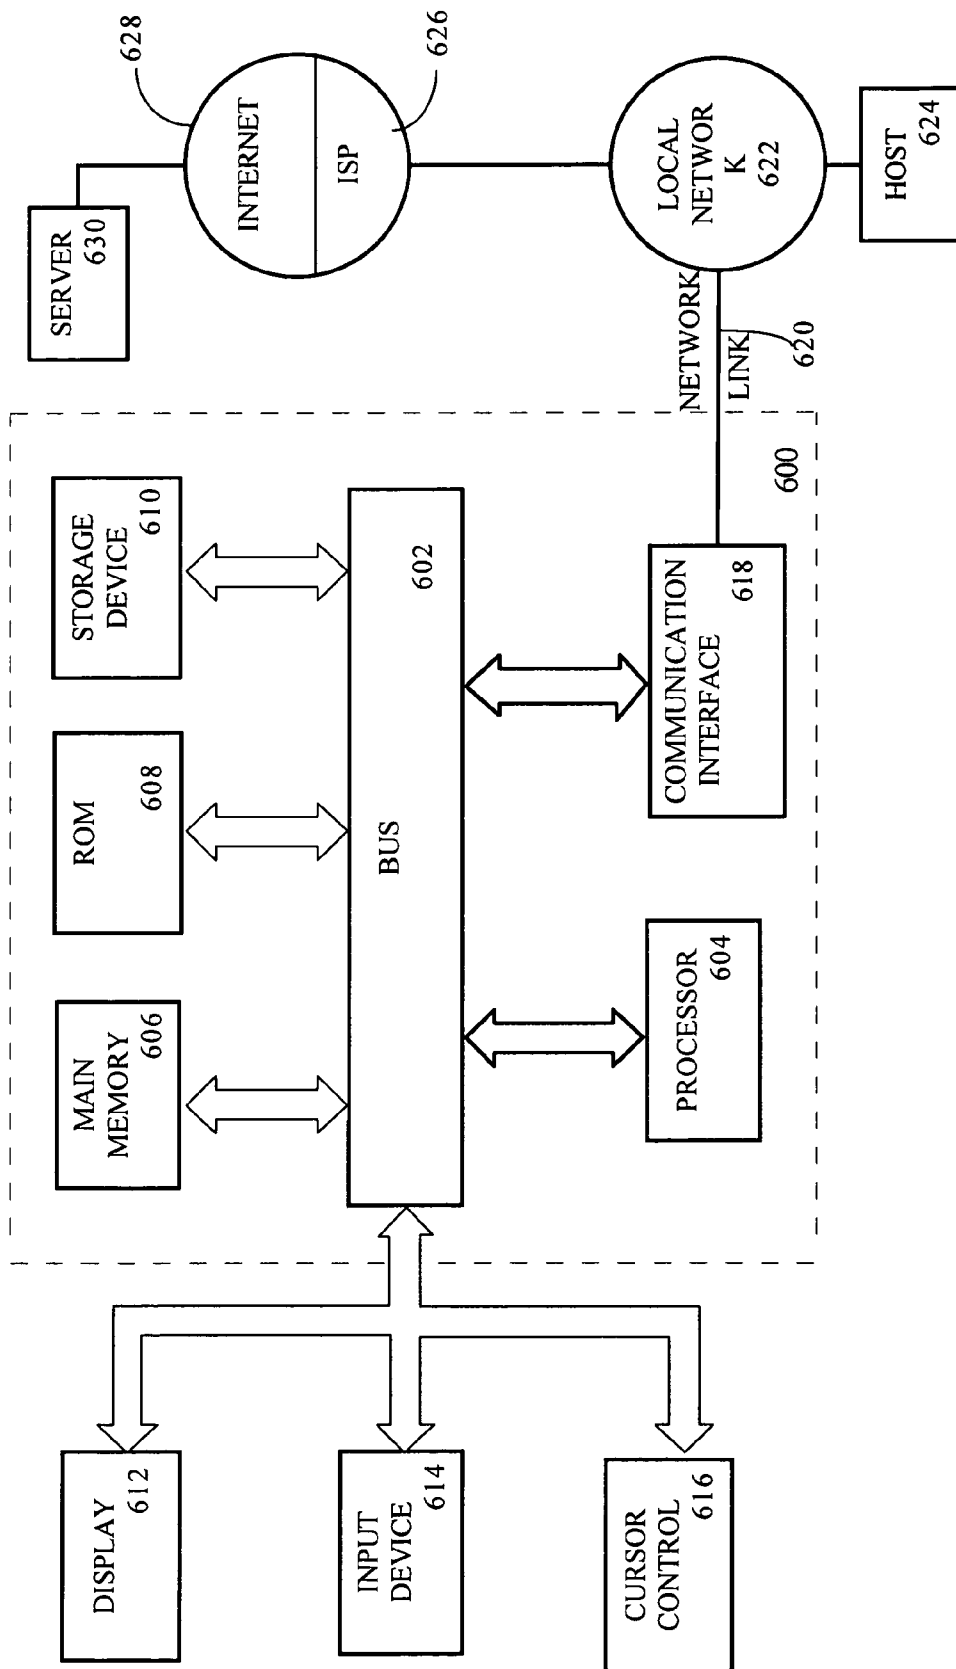 DISPLAY
612
INPUT
DEVICE
614
CURSOR
CONTROL
616
MAIN
MEMORY
606
ROM
608
STORAGE
DEVICE
610
BUS
602
PROCESSOR
604
COMMUNICATION
INTERFACE
618
600
SERVER
630
INTERNET
628
ISP
626
NETWORK
LINK
620
LOCAL
NETWOR
K
622
HOST
624